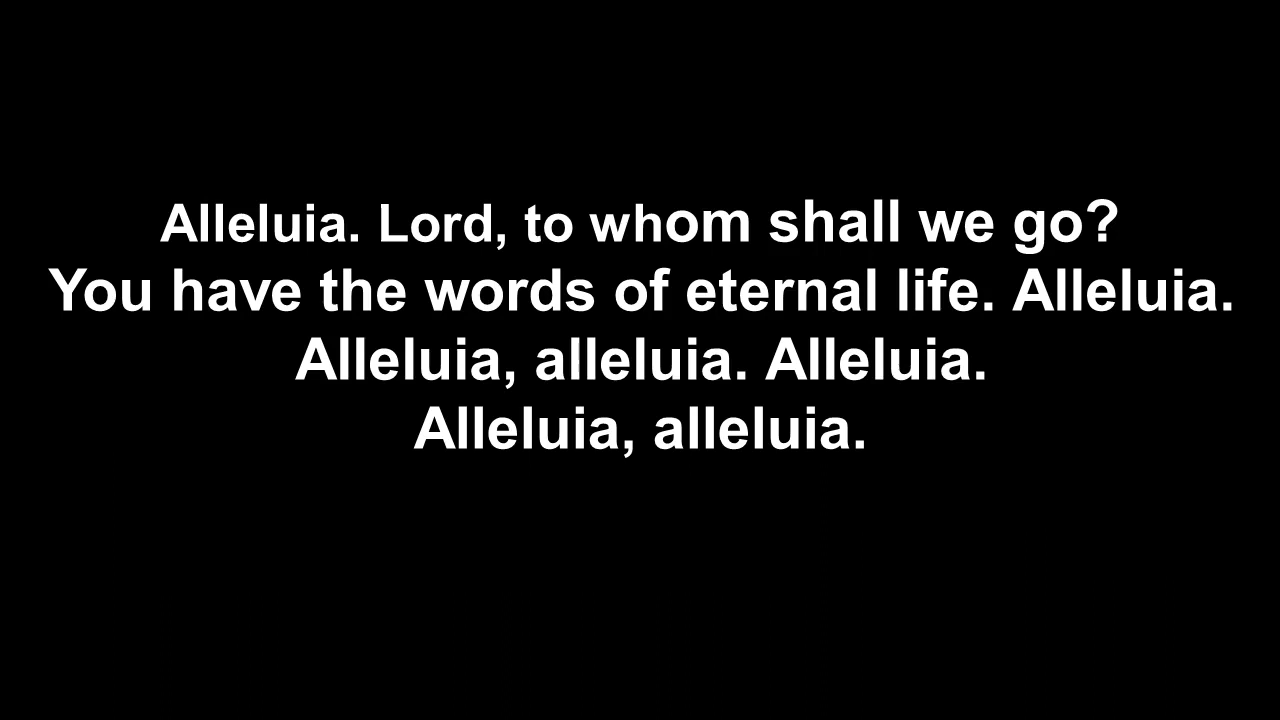 Alleluia. Lord, to whom shall we go?
You have the words of eternal life. Alleluia.
Alleluia, alleluia. Alleluia.
Alleluia, alleluia.